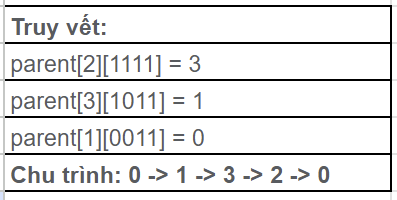 Truy vết:
parent[2][1111] = 3
parent[3][1011] = 1
parent[1][0011] = 0
Chu trình: 0 -> 1 -> 3 -> 2 -> 0